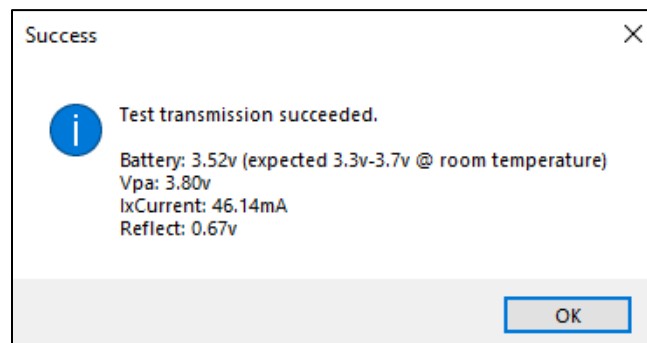 Success
Test transmission succeeded.
Battery: 3.52v (expected 3.3v-3.7v @ room temperature)
Vpa: 3.80v
IxCurrent: 46.14mA
Reflect: 0.67v
OK